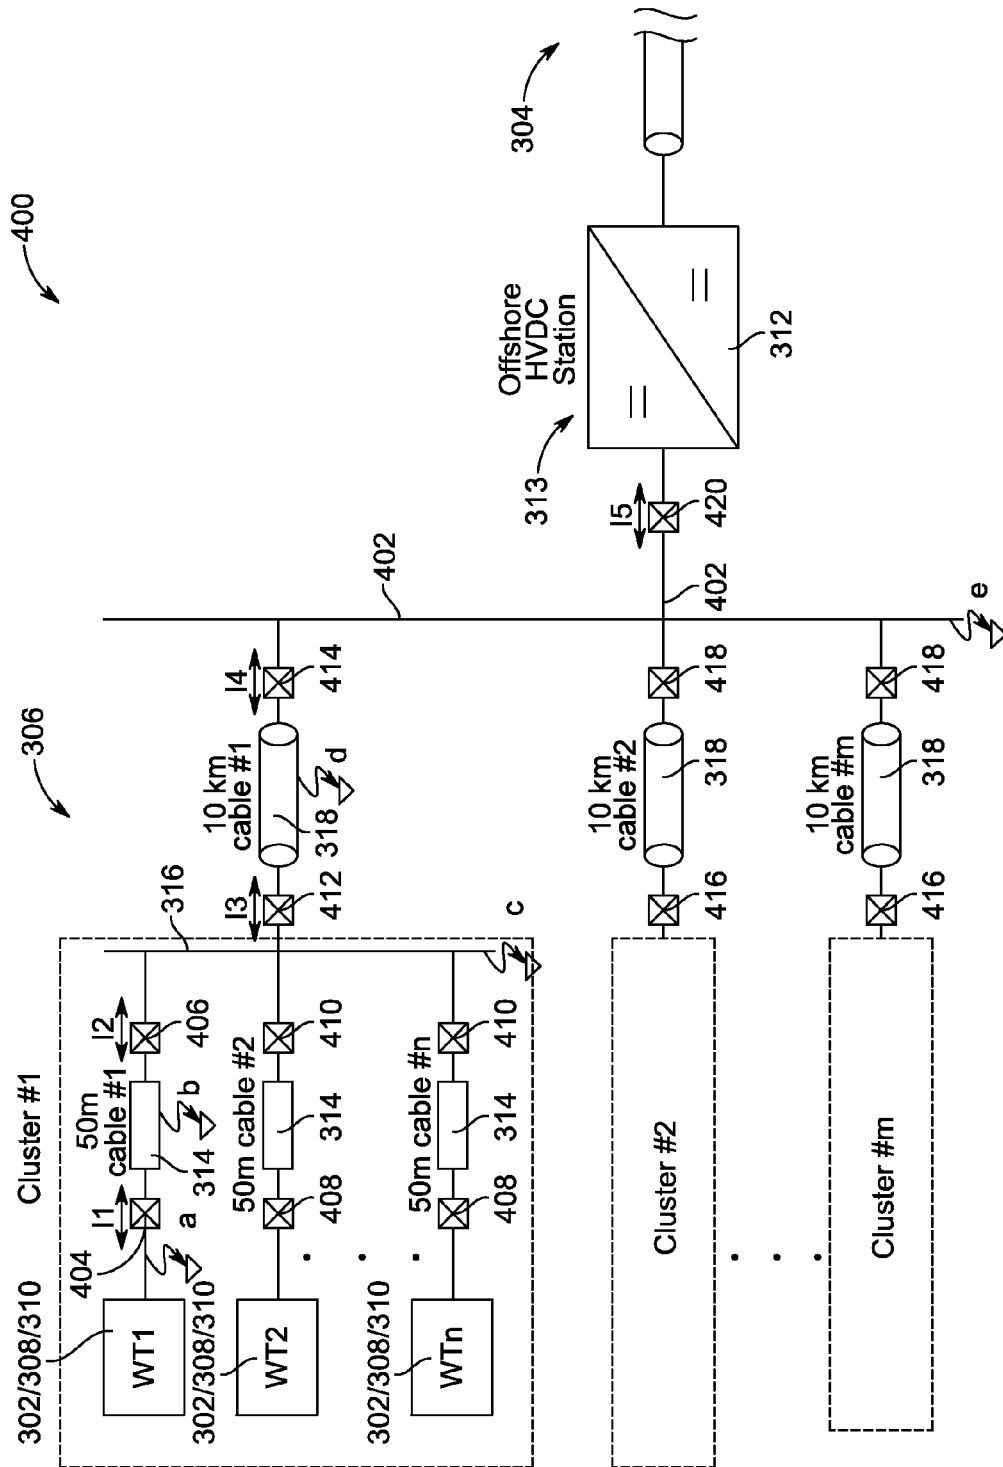 400
306
304
Cluster #1
302/308/310
WT1
404
a
I1
50m
cable #1
314
b
I2
406
316
302/308/310
WT2
408
50m cable #2
314
410
302/308/310
WTn
408
50m cable #n
314
410
c
I3
412
10 km
cable #1
318
d
I4
414
402
Cluster #2
416
10 km
cable #2
318
418
402
I5
420
313
Offshore
HVDC
Station
312
Cluster #m
416
10 km
cable #m
318
418
e